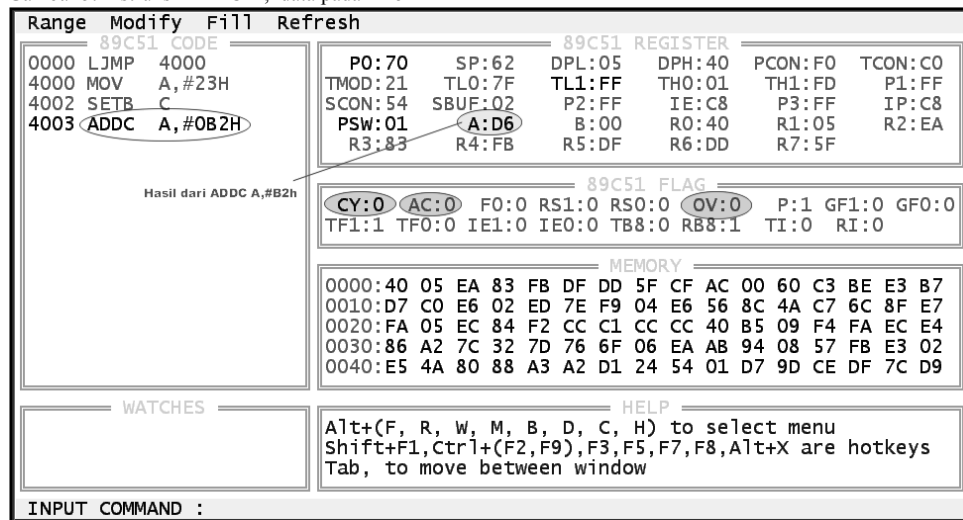 Range Modify Fill Refresh
89C51 CODE
0000 LJMP 4000
4000 MOV A,#23H
4002 SETB C
4003 ADDC A,#0B2H
Hasil dari ADDC A,#B2h
89C51 REGISTER
P0:70 SP:62 DPL:05 DPH:40 PCON:F0 TCON:C0
TMOD:21 TL0:7F TL1:FF TH0:01 TH1:FD P1:FF
SCON:54 SBUF:02 P2:FF IE:C8 P3:FF IP:C8
PSW:01 A:D6 B:00 R0:40 R1:05 R2:EA
R3:83 R4:FB R5:DF R6:DD R7:5F
89C51 FLAG
CY:0 AC:0 F0:0 RS1:0 RS0:0 OV:0 P:1 GF1:0 GF0:0
TF1:1 TF0:0 IE1:0 IE0:0 TB8:0 RB8:1 TI:0 RI:0
MEMORY
0000:40 05 EA 83 FB DF DD 5F CF AC 00 60 C3 BE E3 B7
0010:D7 C0 E6 02 ED 7E F9 04 E6 56 8C 4A C7 6C 8F E7
0020:FA 05 EC 84 F2 CC C1 CC CC 40 B5 09 F4 FA EC E4
0030:86 A2 7C 32 7D 76 6F 06 EA AB 94 08 57 FB E3 02
0040:E5 4A 80 88 A3 A2 D1 24 54 01 D7 9D CE DF 7C D9
WATCHES
HELP
Alt+(F, R, W, M, B, D, C, H) to select menu
Shift+F1,Ctrl+(F2,F9),F3,F5,F7,F8,Alt+X are hotkeys
Tab, to move between window
INPUT COMMAND :